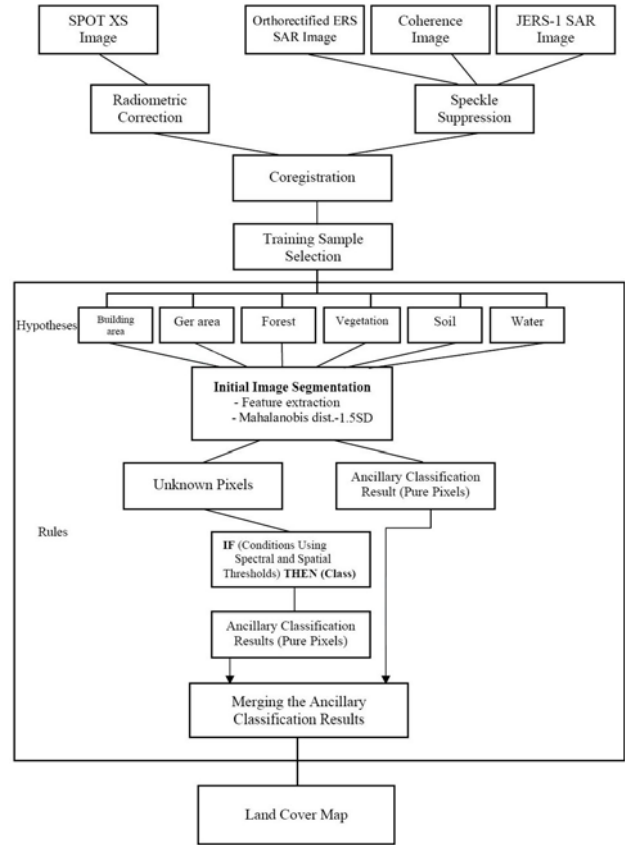 SPOT XS
Image
Orthorectified ERS
SAR Image
Coherence
Image
JERS-1 SAR
Image
Radiometric
Correction
Speckle
Suppression
Coregistration
Training Sample
Selection
Hypotheses
Building
area
Ger area
Forest
Vegetation
Soil
Water
Initial Image Segmentation
- Feature extraction
- Mahalanobis dist.-1.5SD
Unknown Pixels
Ancillary Classification
Result (Pure Pixels)
Rules
IF (Conditions Using
Spectral and Spatial
Thresholds) THEN (Class)
Ancillary Classification
Results (Pure Pixels)
Merging the Ancillary
Classification Results
Land Cover Map